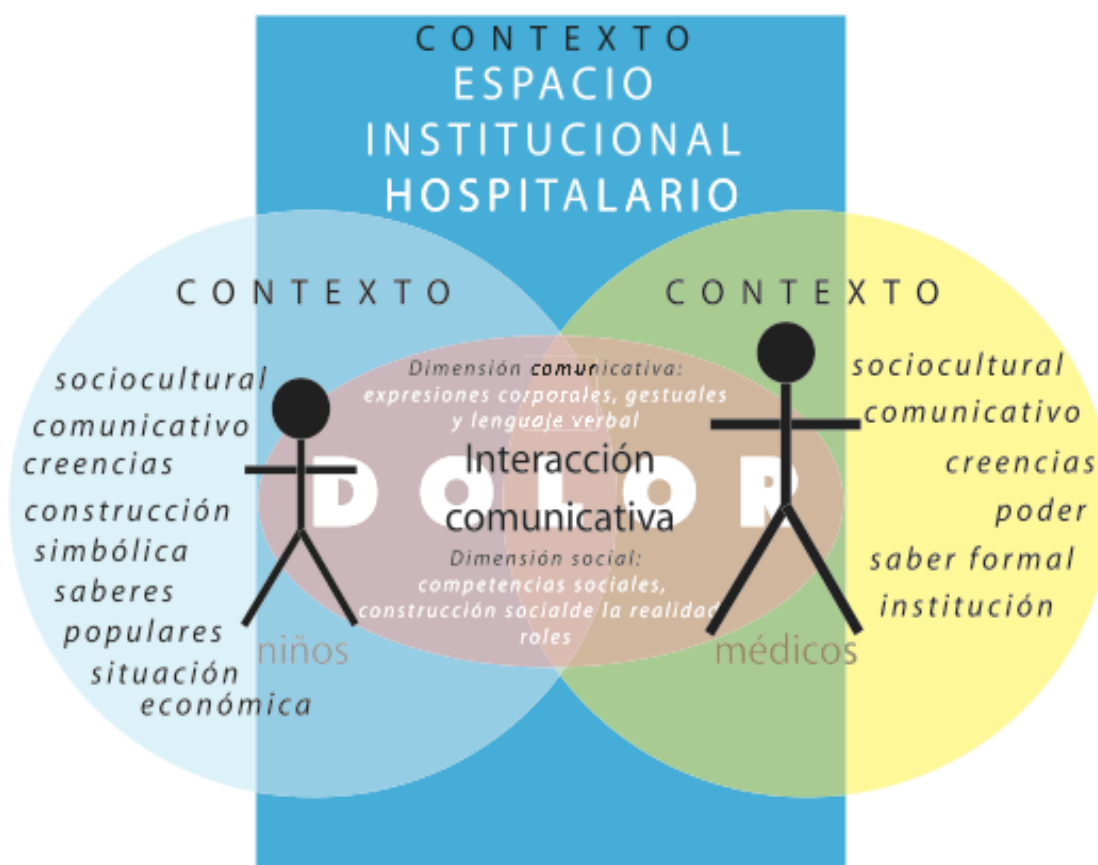 CONTEXTO
ESPACIO
INSTITUCIONAL
HOSPITALARIO
CONTEXTO
sociocultural
comunicativo
creencias
construcción
simbólica
saberes
populares
situación
económica
niños
Dimensión comunicativa:
expresiones corporales, gestuales
y lenguaje verbal
Interacción
DOLOR
comunicativa
Dimensión social:
competencias sociales,
construcción socialde la realidad
roles
CONTEXTO
sociocultural
comunicativo
creencias
poder
saber formal
institución
médicos